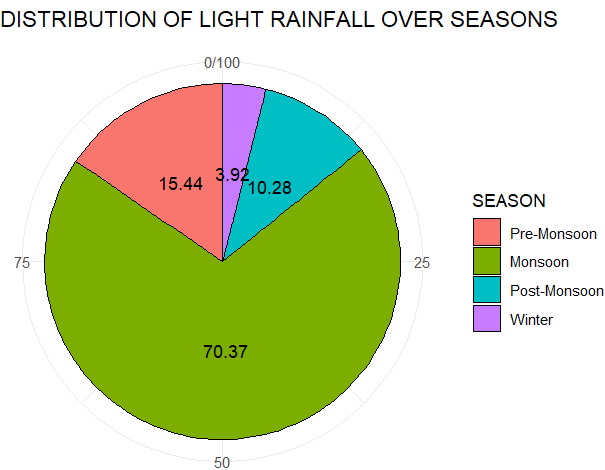 DISTRIBUTION OF LIGHT RAINFALL OVER SEASONS
0/100
3.92
15.44
10.28
75
25
70.37
50
SEASON
Pre-Monsoon
Monsoon
Post-Monsoon
Winter